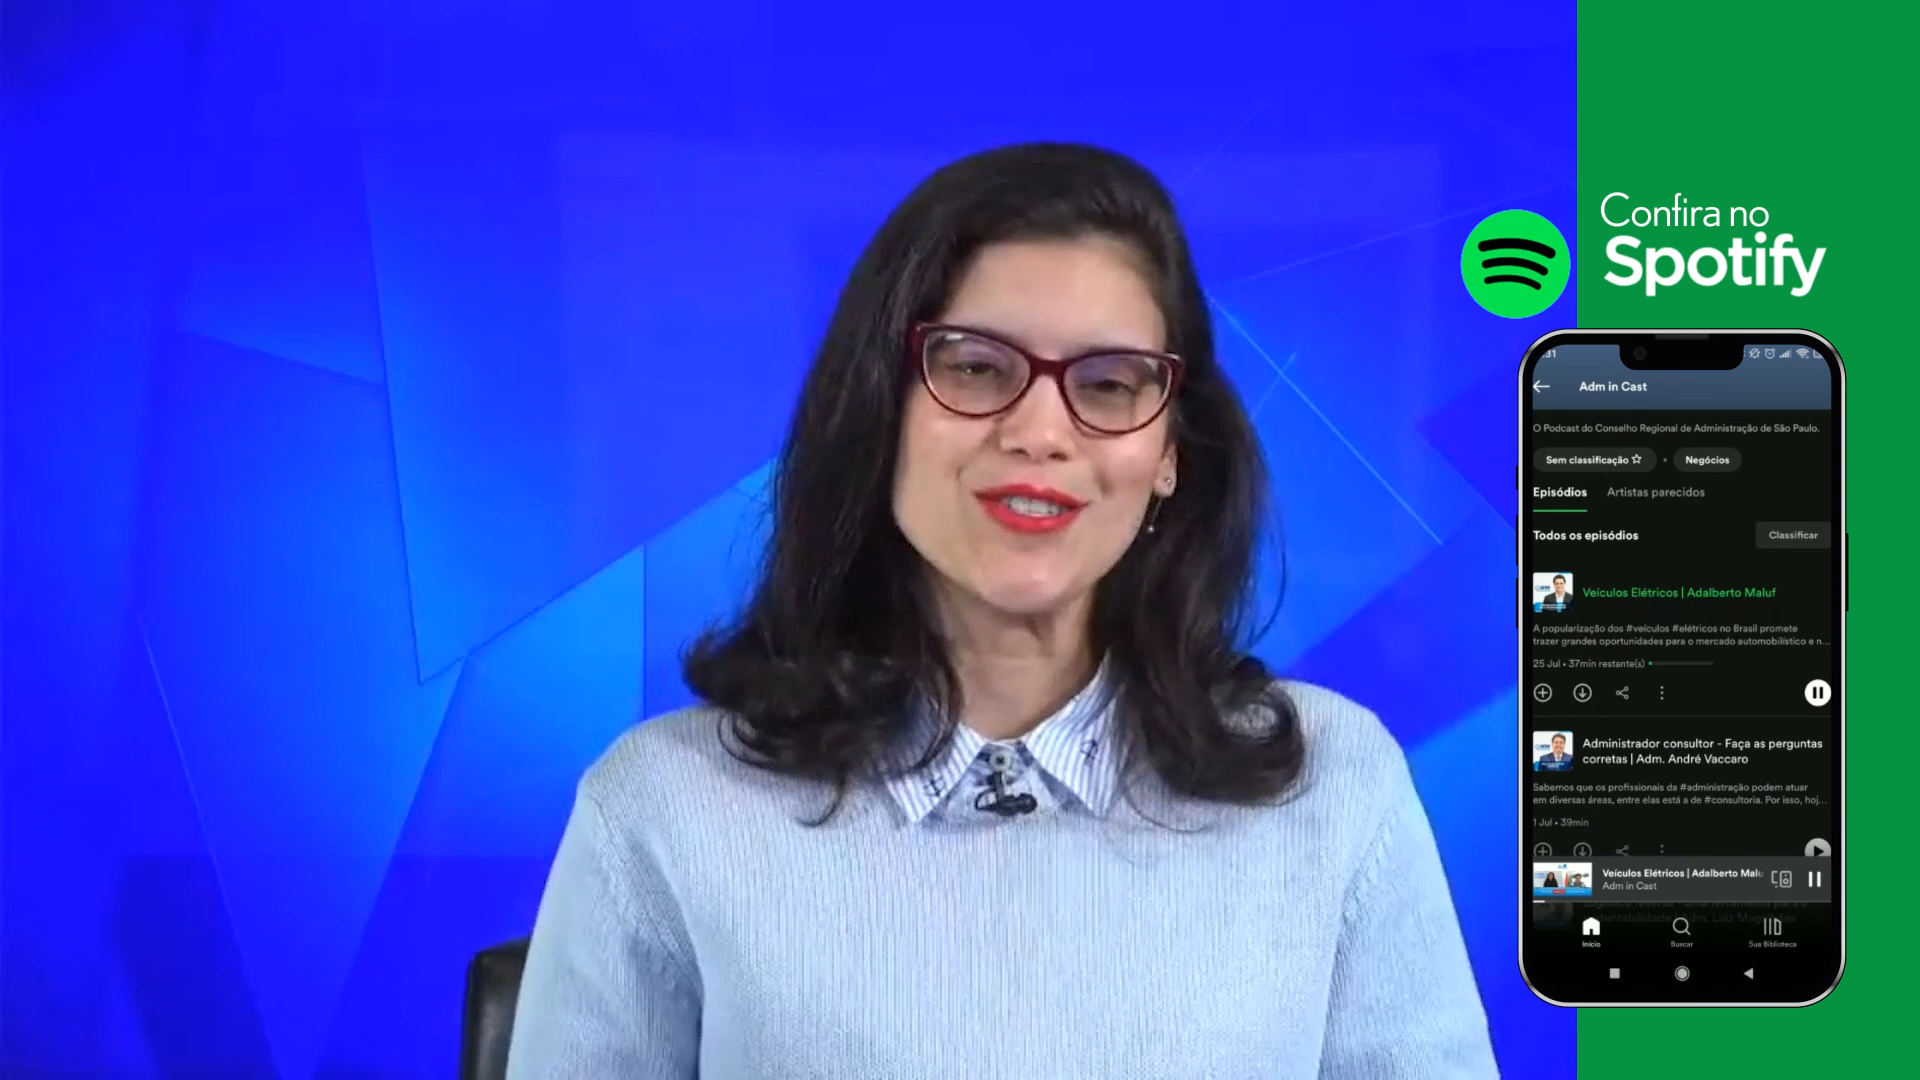 Confira no
Spotify
:31
Adm in Cast
O Podcast do Conselho Regional de Administração de São Paulo.
Sem classificação
Negócios
Episódios
Artistas parecidos
Todos os episódios
Classificar
Veículos Elétricos | Adalberto Maluf
A popularização dos #veículos #elétricos no Brasil promete
trazer grandes oportunidades para o mercado automobilístico e n...
25 Jul • 37min restante(s)
Administrador consultor - Faça as perguntas
corretas | Adm. André Vaccaro
Sabemos que os profissionais da #administração podem atuar
em diversas áreas, entre elas está a de #consultoria. Por isso, hoj...
1 Jul • 39min
Veículos Elétricos | Adalberto Malu
Adm in Cast
Início
Buscar
Sua Biblioteca